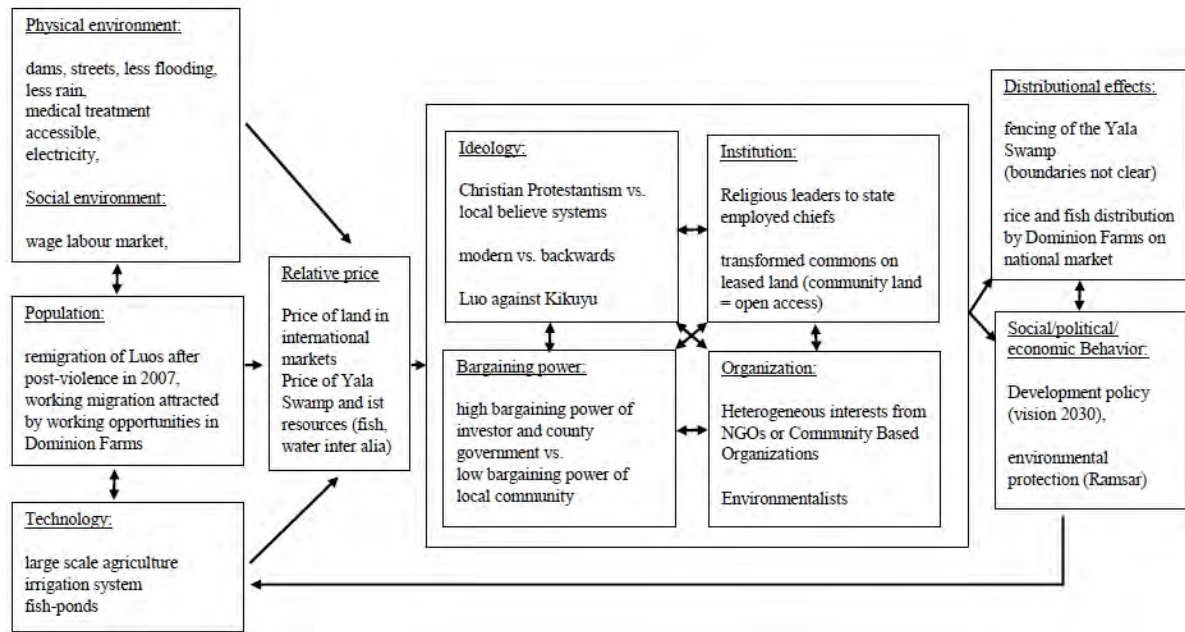 Physical environment:
dams, streets, less flooding,
less rain,
medical treatment
accessible,
electricity,
Social environment:
wage labour market,
Population:
remigration of Luos after
post-violence in 2007,
working migration attracted
by working opportunities in
Dominion Farms
Technology:
large scale agriculture
irrigation system
fish-ponds
Relative price
Price of land in
international
markets
Price of Yala
Swamp and ist
resources (fish,
water inter alia)
Ideology:
Christian Protestantism vs.
local believe systems
modern vs. backwards
Luo against Kikuyu
Institution:
Religious leaders to state
employed chiefs
transformed commons on
leased land (community land
= open access)
Bargaining power:
high bargaining power of
investor and county
government vs.
low bargaining power of
local community
Organization:
Heterogeneous interests from
NGOs or Community Based
Organizations
Environmentalists
Distributional effects:
fencing of the Yala
Swamp
(boundaries not clear)
rice and fish distribution
by Dominion Farms on
national market
Social/political/
economic Behavior:
Development policy
(vision 2030),
environmental
protection (Ramsar)